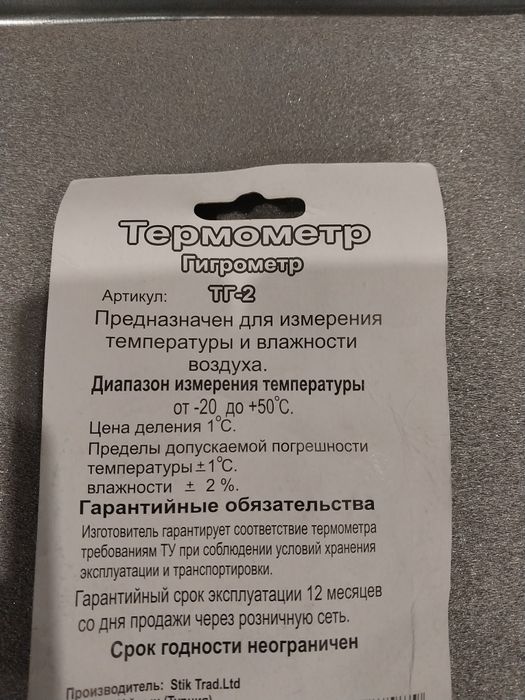 Термометр
Гигрометр
Артикул: ТГ-2
Предназначен для измерения
температуры и влажности
воздуха.
Диапазон измерения температуры
от -20 до +50°С.
Цена деления 1°С.
Пределы допускаемой погрешности
температуры ±1°С.
влажности ± 2 %.
Гарантийные обязательства
Изготовитель гарантирует соответствие термометра
требованиям ТУ при соблюдении условий хранения
эксплуатации и транспортировки.
Гарантийный срок эксплуатации 12 месяцев
со дня продажи через розничную сеть.
Срок годности неограничен
Производитель: Stik Trad.Ltd